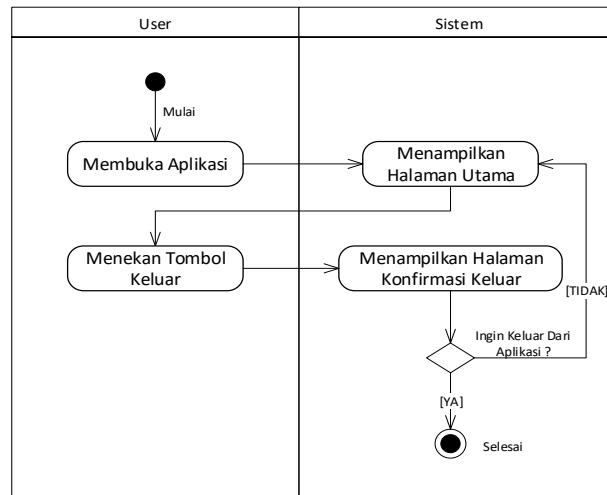 User
Sistem
Mulai
Membuka Aplikasi
Menampilkan
Halaman Utama
Menekan Tombol
Keluar
Menampilkan Halaman
Konfirmasi Keluar
[TIDAK]
Ingin Keluar Dari
Aplikasi ?
[YA]
Selesai